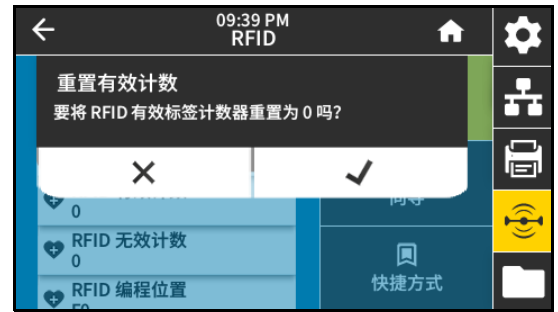 09:39 PM
RFID
重置有效计数
要将 RFID 有效标签计数器重置为 0 吗?
0
RFID 无效计数
0
快捷方式
RFID 编程位置